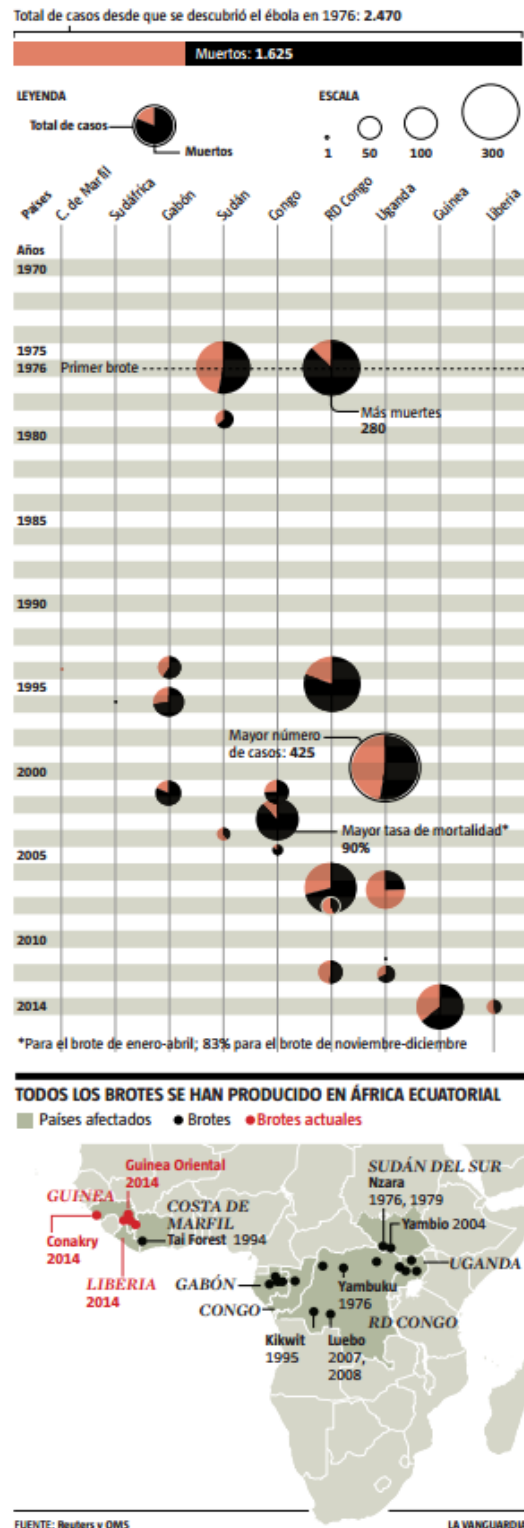 Total de casos desde que se descubrió el ébola en 1976: 2.470
Muertos: 1.625
LEYENDA
Total de casos
Muertos
ESCALA
1
50
100
300
Países
C. de Marfil
Sudáfrica
Gabón
Sudán
Congo
RD Congo
Uganda
Guinea
Liberia
Años
1970
1975
1976
Primer brote
Más muertes
280
1980
1985
1990
1995
Mayor número
de casos: 425
2000
Mayor tasa de mortalidad*
90%
2005
2010
2014
*Para el brote de enero-abril; 83% para el brote de noviembre-diciembre
TODOS LOS BROTES SE HAN PRODUCIDO EN ÁFRICA ECUATORIAL
Países afectados
Brotes
Brotes actuales
Guinea Oriental
2014
GUINEA
Conakry
2014
LIBERIA
2014
COSTA DE
MARFIL
Tai Forest 1994
SUDÁN DEL SUR
Nzara
1976, 1979
Yambio 2004
UGANDA
GABÓN
CONGO
Yambuku
1976
RD CONGO
Kikwit
1995
Luebo
2007,
2008
FUENTE: Reuters y OMS
LA VANGUARDIA